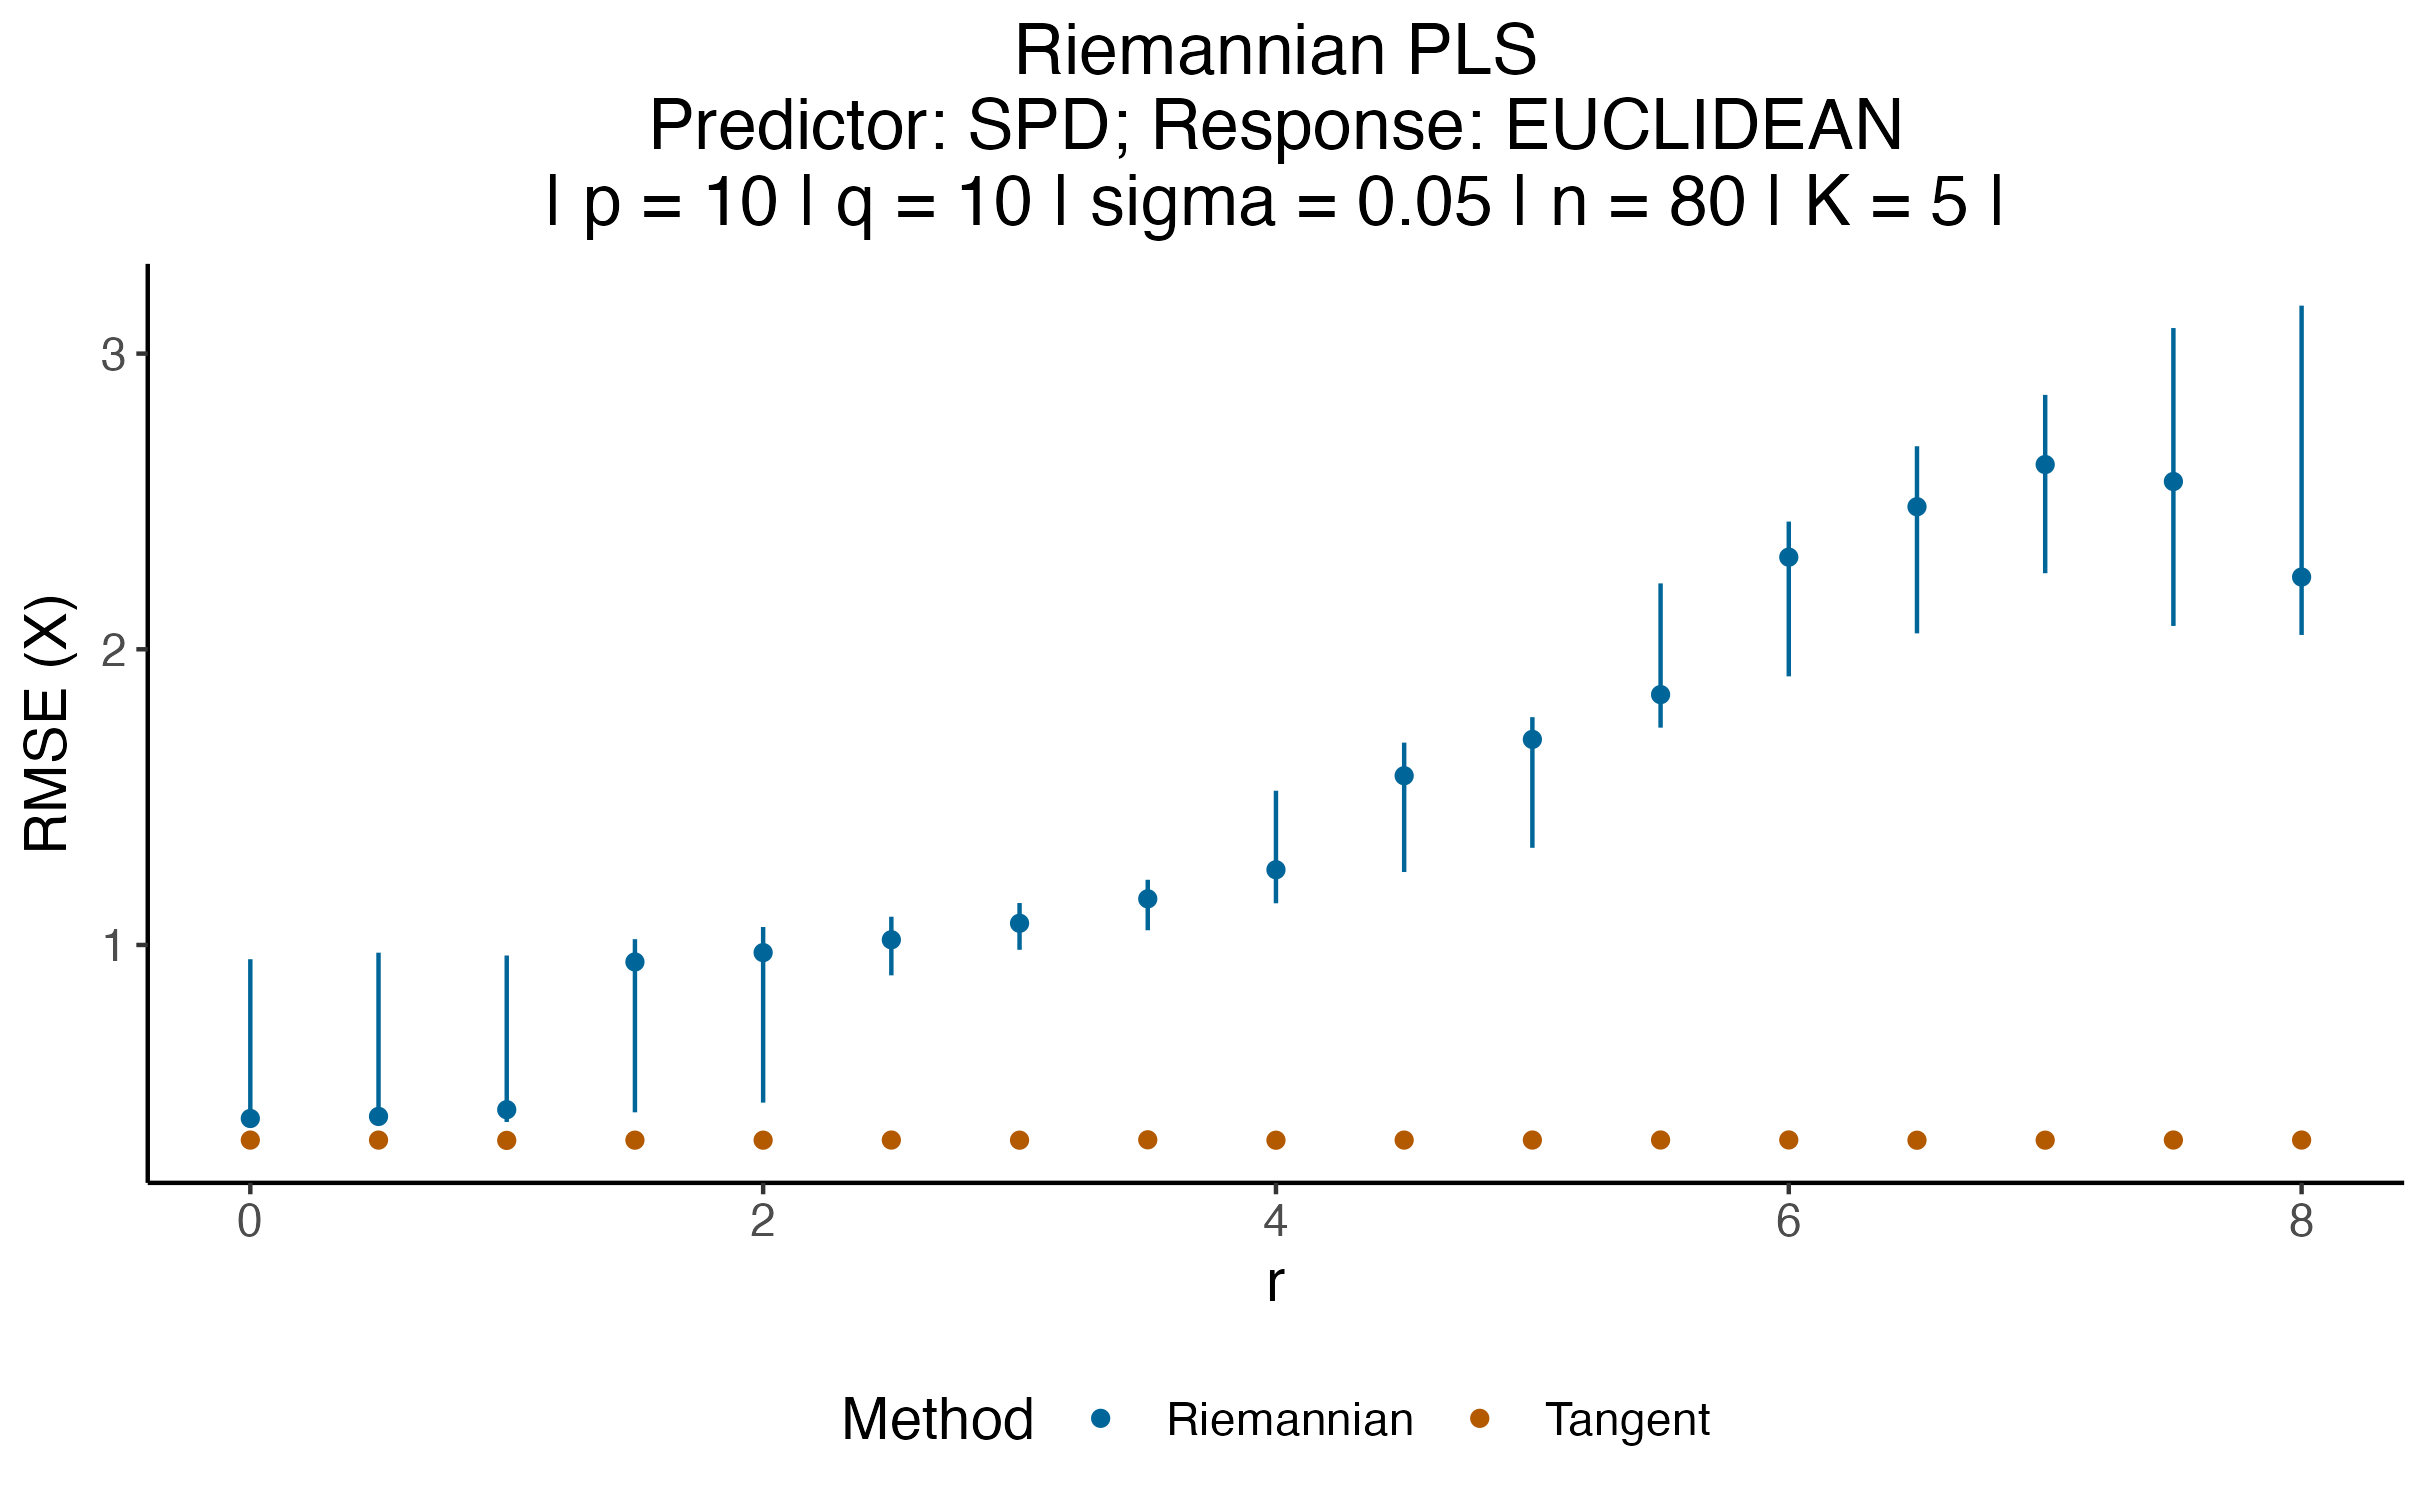 Riemannian PLS
Predictor: SPD; Response: EUCLIDEAN
| p = 10 | q = 10 | sigma = 0.05 | n = 80 | K = 5 |
RMSE (X)
3
2
1
0 2 4 6 8
r
Method Riemannian Tangent